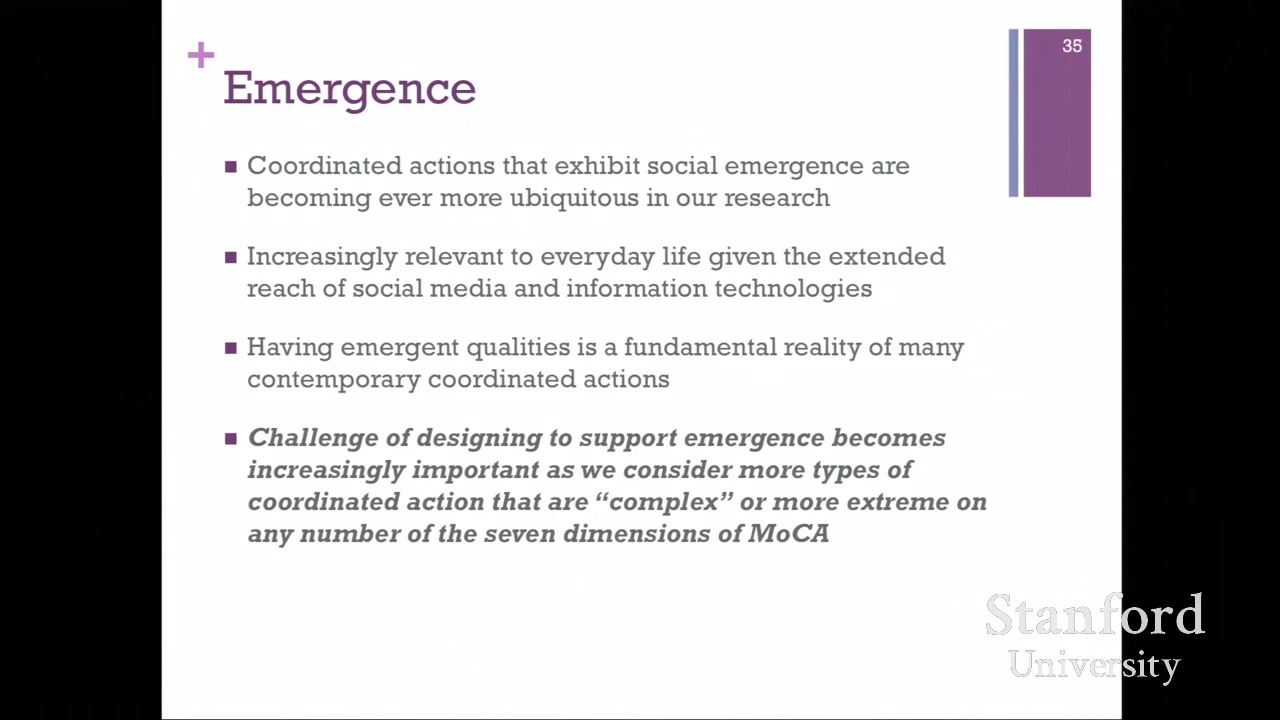 +
35
Emergence
■ Coordinated actions that exhibit social emergence are
becoming ever more ubiquitous in our research
■ Increasingly relevant to everyday life given the extended
reach of social media and information technologies
■ Having emergent qualities is a fundamental reality of many
contemporary coordinated actions
■ Challenge of designing to support emergence becomes
increasingly important as we consider more types of
coordinated action that are “complex” or more extreme on
any number of the seven dimensions of MoCA
Stanford
University